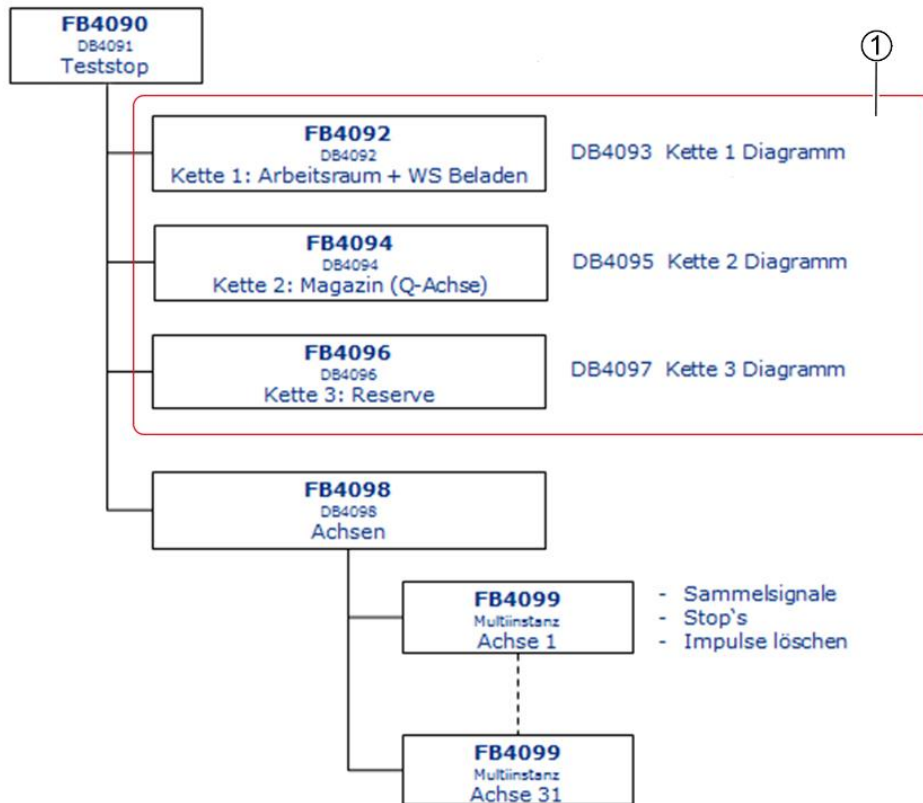 FB4090
DB4091
Teststop
①
FB4092
DB4092
Kette 1: Arbeitsraum + WS Beladen
DB4093 Kette 1 Diagramm
FB4094
DB4094
Kette 2: Magazin (Q-Achse)
DB4095 Kette 2 Diagramm
FB4096
DB4096
Kette 3: Reserve
DB4097 Kette 3 Diagramm
FB4098
DB4098
Achsen
FB4099
Multiinstanz
Achse 1
- Sammelsignale
- Stop`s
- Impulse löschen
FB4099
Multiinstanz
Achse 31